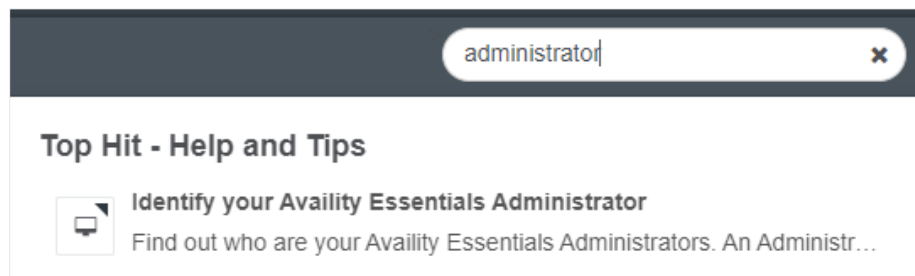 administrator
Top Hit - Help and Tips
Identify your Availity Essentials Administrator
Find out who are your Availity Essentials Administrators. An Administr...